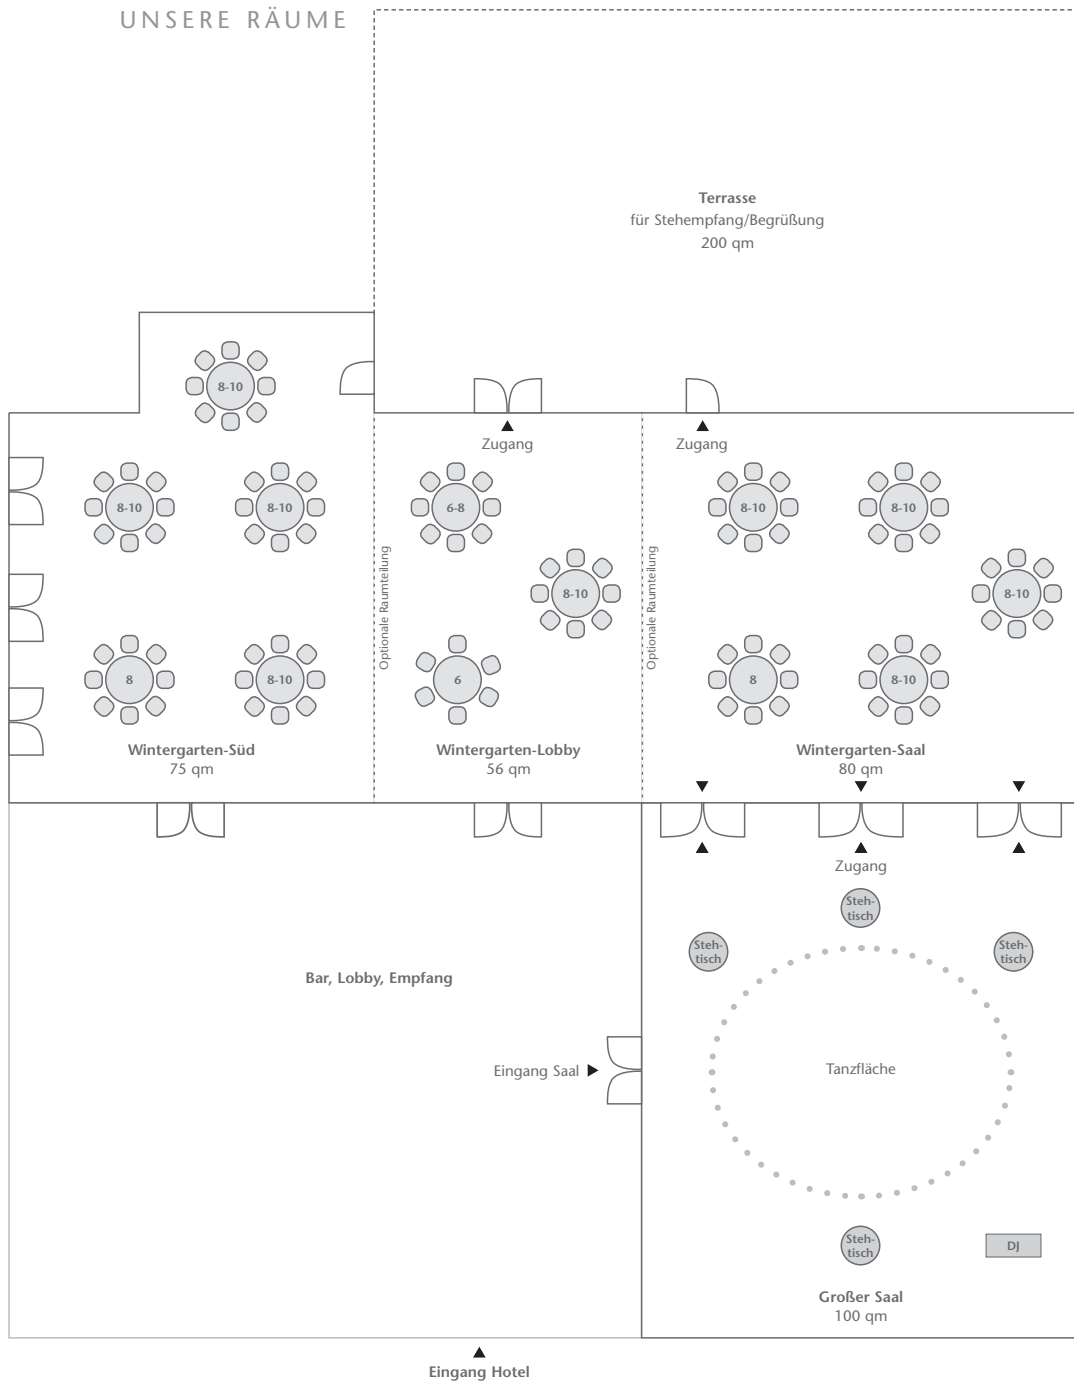 UNSERE RÄUME
Terrasse
für Stehempfang/Begrüßung
200 qm
8-10
Zugang
Zugang
8-10
8-10
6-8
8-10
8-10
Optionale Raumteilung
Optionale Raumteilung
8-10
8-10
8
8-10
6
8
8-10
Wintergarten-Süd
75 qm
Wintergarten-Lobby
56 qm
Wintergarten-Saal
80 qm
Zugang
Steh-
tisch
Steh-
tisch
Steh-
tisch
Bar, Lobby, Empfang
Eingang Saal
Tanzfläche
Steh-
tisch
DJ
Großer Saal
100 qm
Eingang Hotel